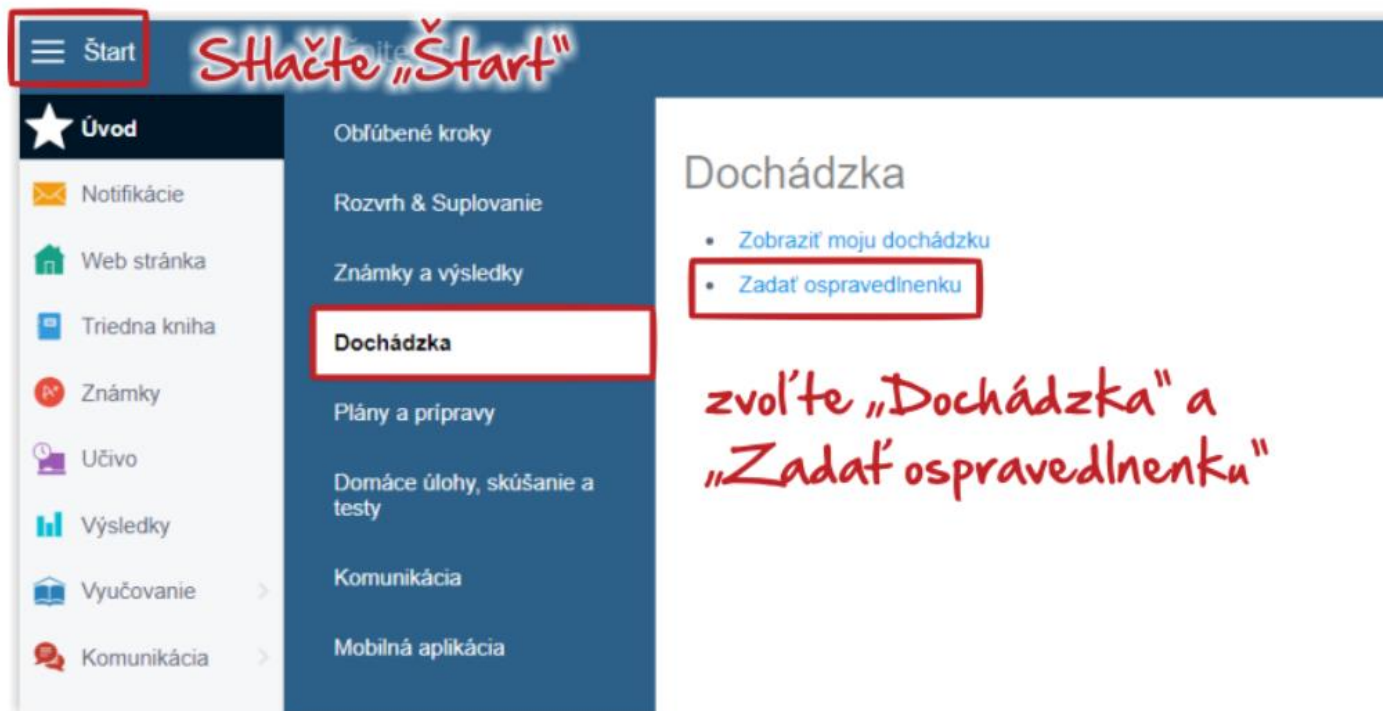 Štart
Stlačte „Štart"
Úvod
Notifikácie
Web stránka
Triedna kniha
Známky
Učivo
Výsledky
Vyučovanie
Komunikácia
Obľúbené kroky
Rozvrh & Suplovanie
Známky a výsledky
Dochádzka
Plány a prípravy
Domáce úlohy, skúšanie a
testy
Komunikácia
Mobilná aplikácia
Dochádzka
Zobraziť moju dochádzku
Zadať ospravedlnenku
zvoľte „Dochádzka" a
„Zadať ospravedlnenku"